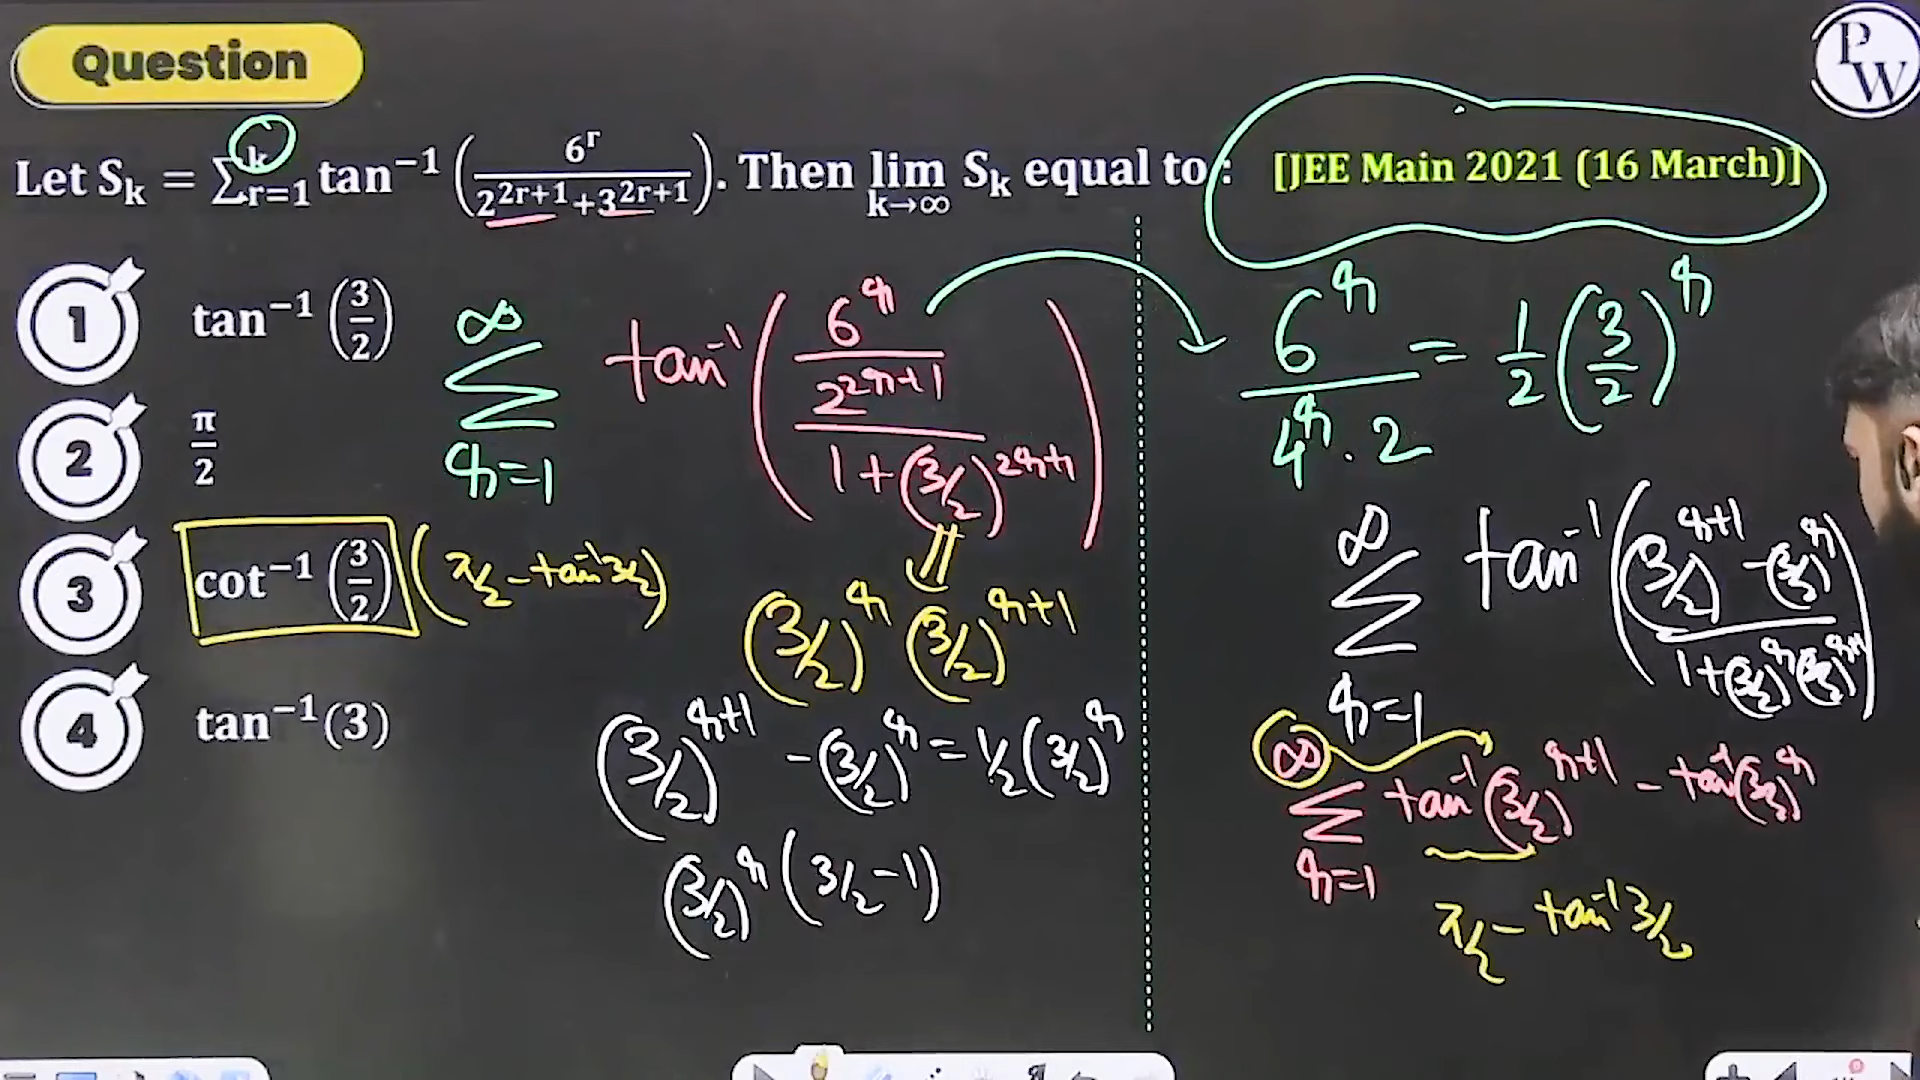 Question
PW
Let S_k = ∑_{r=1}^{k} tan⁻¹ (6^r / (2^{2r+1} + 3^{2r+1})). Then lim_{k→∞} S_k equal to : [JEE Main 2021 (16 March)]
1 tan⁻¹ (3/2)
2 π/2
3 cot⁻¹ (3/2) (π/2 - tan⁻¹ 3/2)
4 tan⁻¹(3)
∑_{r=1}^{∞} tan⁻¹ ((6^r / 2^{2r+1}) / (1 + (3/2)^{2r+1}))
(3/2)^r (3/2)^{r+1}
(3/2)^{r+1} - (3/2)^r = 1/2 (3/2)^r
(3/2)^r (3/2 - 1)
6^r / (4^r . 2) = 1/2 (3/2)^r
∑_{r=1}^{∞} tan⁻¹ (((3/2)^{r+1} - (3/2)^r) / (1 + (3/2)^r (3/2)^{r+1}))
∑_{r=1}^{∞} tan⁻¹ (3/2)^{r+1} - tan⁻¹ (3/2)^r
π/2 - tan⁻¹ 3/2